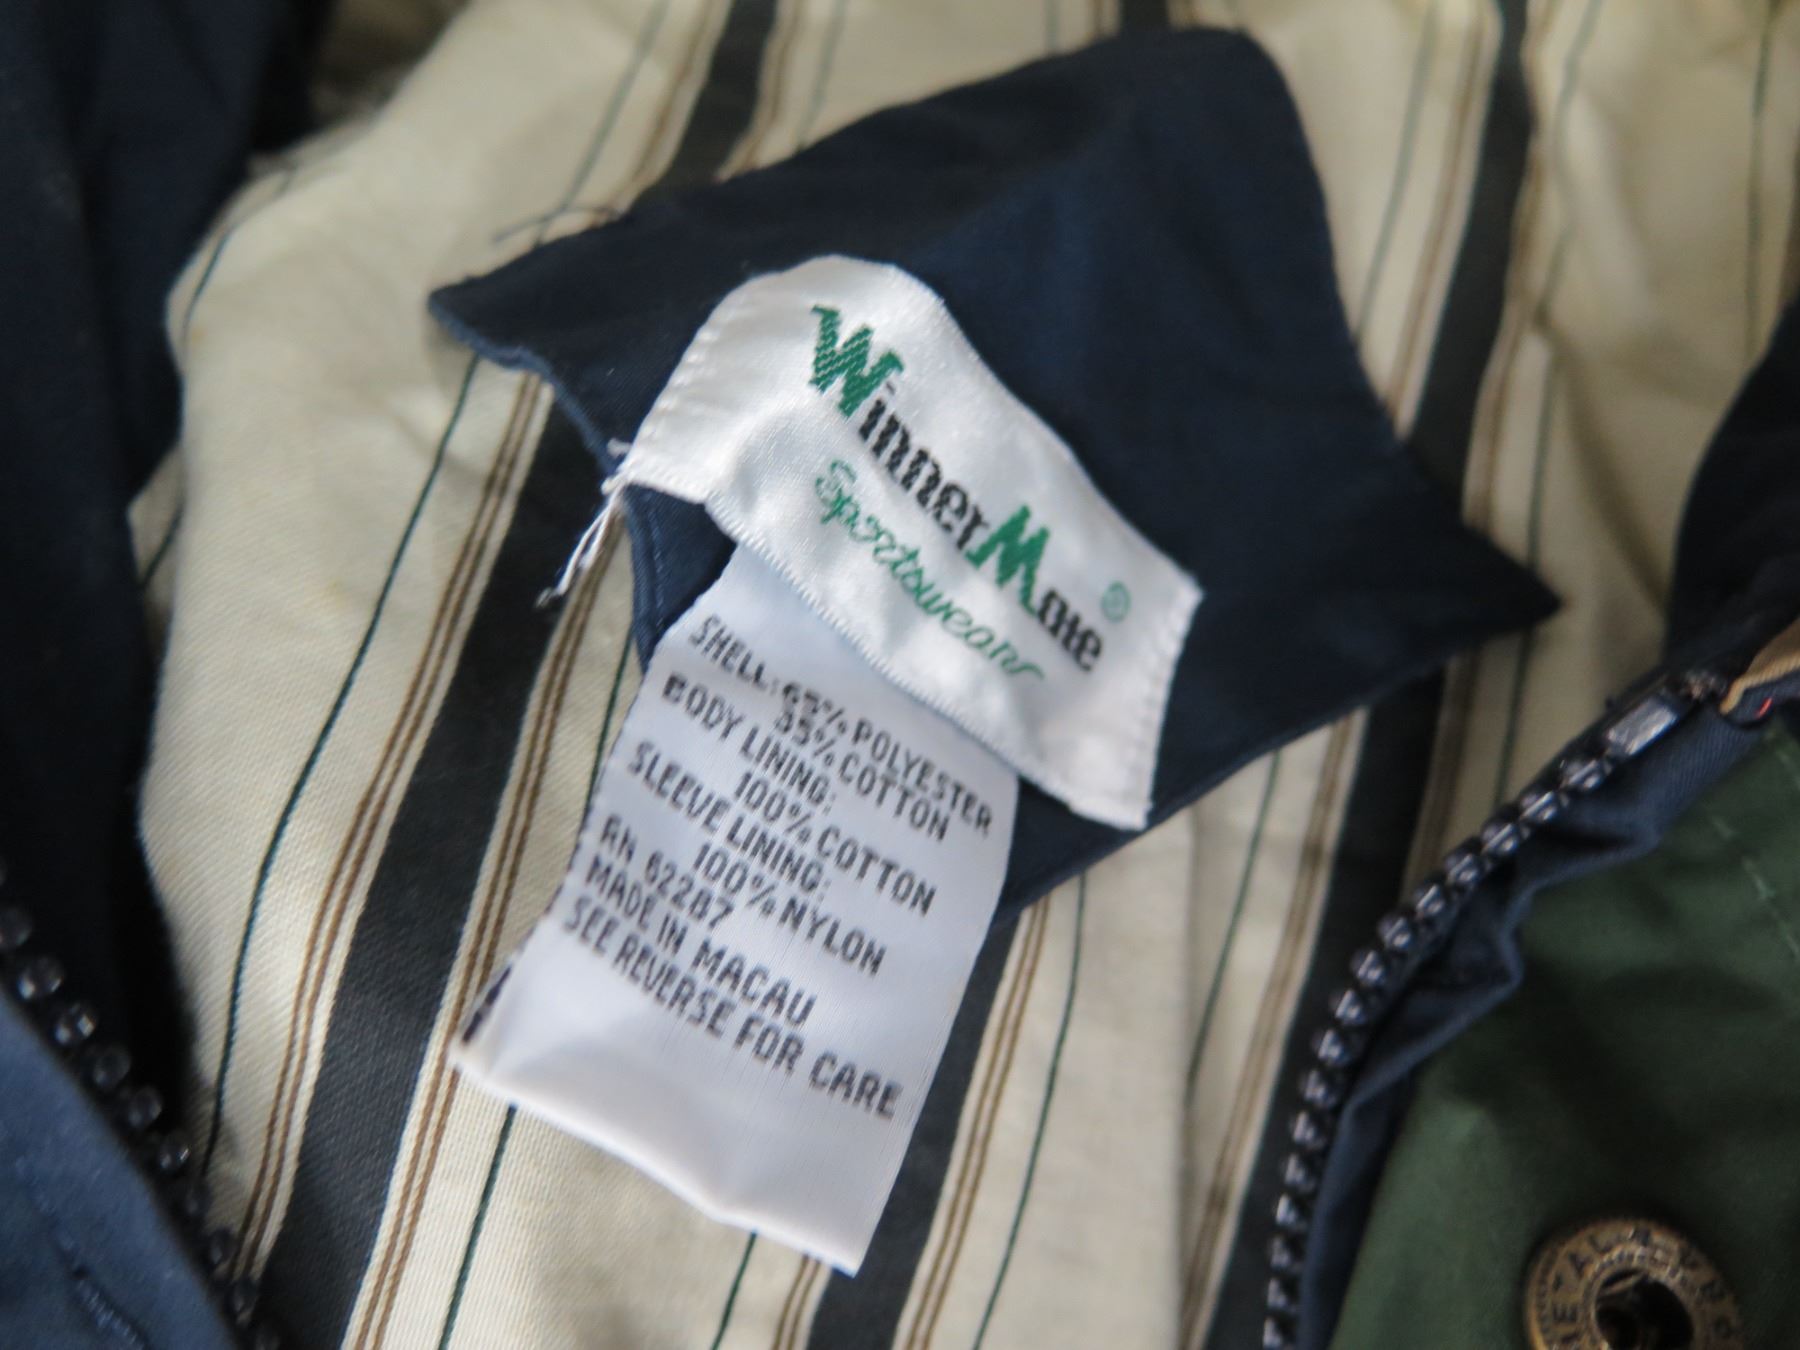 WinnerMate ®
Sportswear
SHELL: 65% POLYESTER
35% COTTON
BODY LINING:
100% COTTON
SLEEVE LINING:
100% NYLON
RN 62287
MADE IN MACAU
SEE REVERSE FOR CARE
METAL